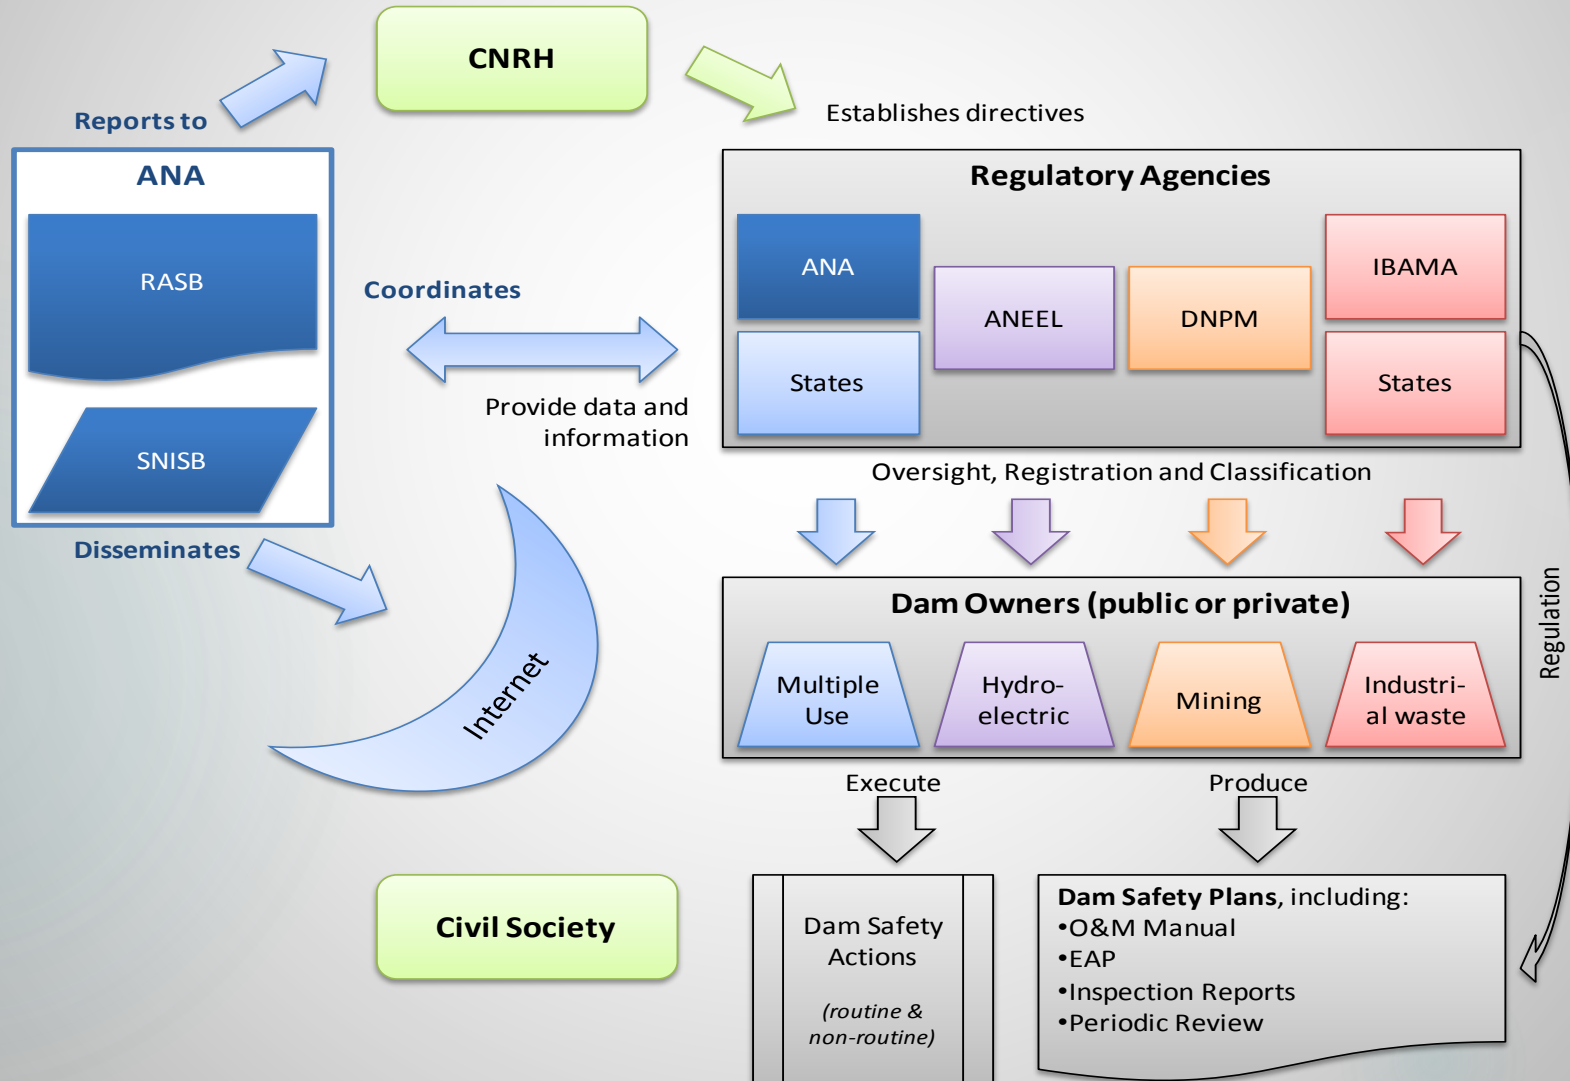 CNRH
Reports to
Establishes directives
ANA
RASB
SNISB
Coordinates
Provide data and
information
Regulatory Agencies
ANA
States
ANEEL
DNPM
IBAMA
States
Oversight, Registration and Classification
Regulation
Disseminates
Internet
Dam Owners (public or private)
Multiple
Use
Hydro-
electric
Mining
Industri-
al waste
Execute
Produce
Civil Society
Dam Safety
Actions
(routine &
non-routine)
Dam Safety Plans, including:
•O&M Manual
•EAP
•Inspection Reports
•Periodic Review